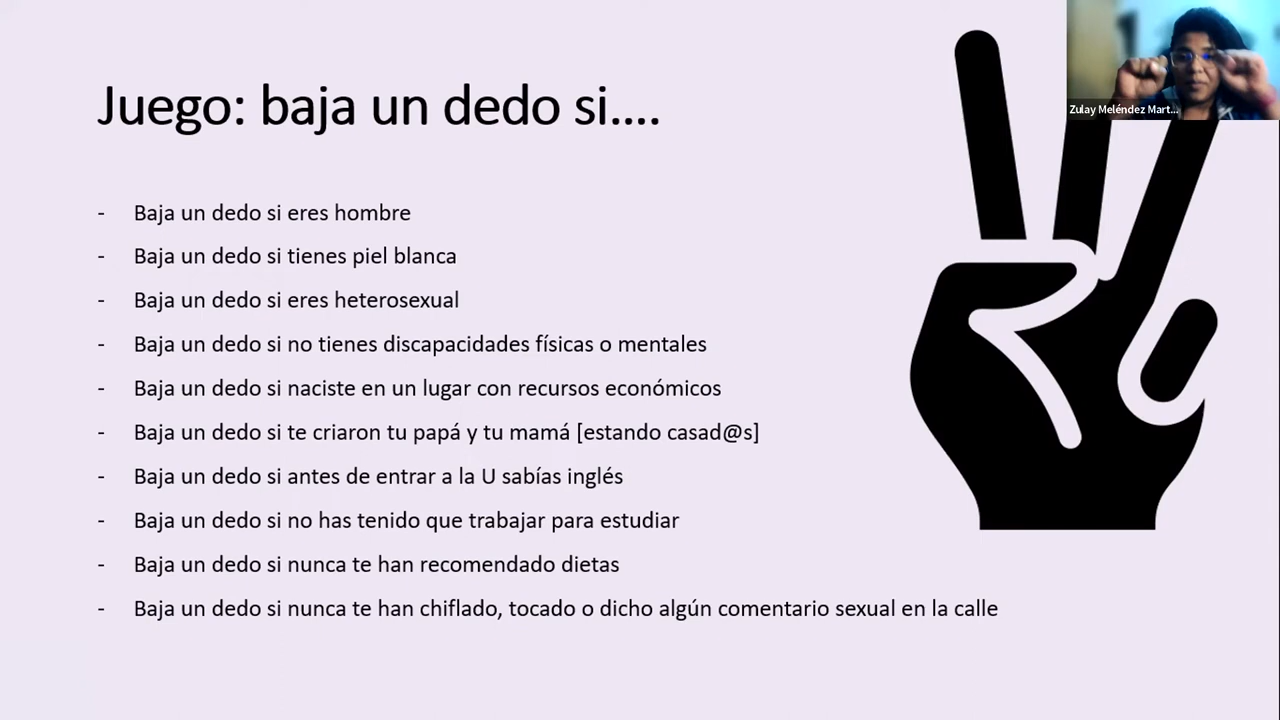 Juego: baja un dedo si....
- Baja un dedo si eres hombre
- Baja un dedo si tienes piel blanca
- Baja un dedo si eres heterosexual
- Baja un dedo si no tienes discapacidades físicas o mentales
- Baja un dedo si naciste en un lugar con recursos económicos
- Baja un dedo si te criaron tu papá y tu mamá [estando casad@s]
- Baja un dedo si antes de entrar a la U sabías inglés
- Baja un dedo si no has tenido que trabajar para estudiar
- Baja un dedo si nunca te han recomendado dietas
- Baja un dedo si nunca te han chiflado, tocado o dicho algún comentario sexual en la calle
Zulay Meléndez Mart...